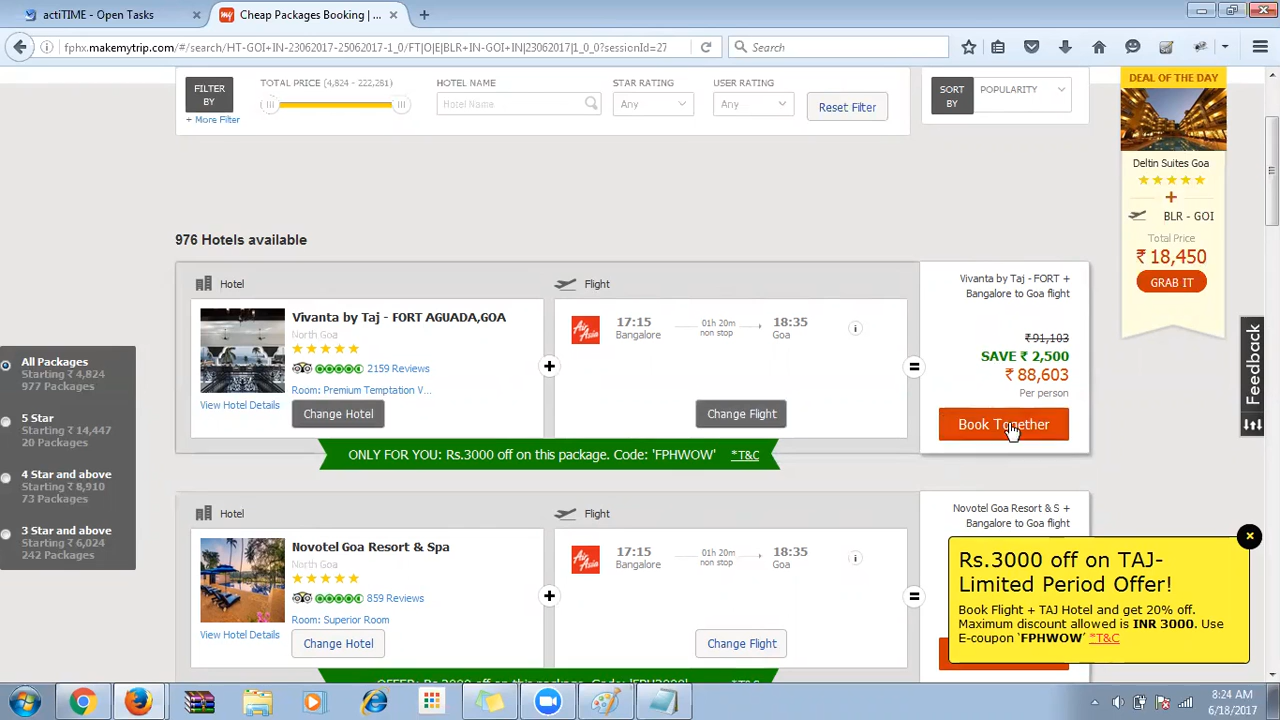 actiTIME - Open Tasks
Cheap Packages Booking | ...
fphx.makemytrip.com/#/search/HT-GOI+IN-23062017-25062017-1_0/FT|O|E|BLR+IN-GOI+IN|23062017|1_0_0?sessionId=27
Search
FILTER BY
+ More Filter
TOTAL PRICE (4,824 - 222,281)
HOTEL NAME
Hotel Name
STAR RATING
Any
USER RATING
Any
Reset Filter
SORT BY
POPULARITY
DEAL OF THE DAY
Deltin Suites Goa
+
BLR - GOI
Total Price
₹ 18,450
GRAB IT
976 Hotels available
Hotel
Vivanta by Taj - FORT AGUADA,GOA
North Goa
2159 Reviews
Room: Premium Temptation V...
View Hotel Details
Change Hotel
+
Flight
Air Asia
17:15
Bangalore
01h 20m
non stop
18:35
Goa
i
Change Flight
=
Vivanta by Taj - FORT +
Bangalore to Goa flight
₹91,103
SAVE ₹ 2,500
₹ 88,603
Per person
Book Together
ONLY FOR YOU: Rs.3000 off on this package. Code: 'FPHWOW' *T&C
All Packages
Starting ₹ 4,824
977 Packages
5 Star
Starting ₹ 14,447
20 Packages
4 Star and above
Starting ₹ 8,910
73 Packages
3 Star and above
Starting ₹ 6,024
242 Packages
Feedback
Hotel
Novotel Goa Resort & Spa
North Goa
859 Reviews
Room: Superior Room
View Hotel Details
Change Hotel
+
Flight
Air Asia
17:15
Bangalore
01h 20m
non stop
18:35
Goa
i
Change Flight
=
Novotel Goa Resort & S +
Bangalore to Goa flight
Rs.3000 off on TAJ-
Limited Period Offer!
Book Flight + TAJ Hotel and get 20% off.
Maximum discount allowed is INR 3000. Use
E-coupon 'FPHWOW' *T&C
8:24 AM
6/18/2017